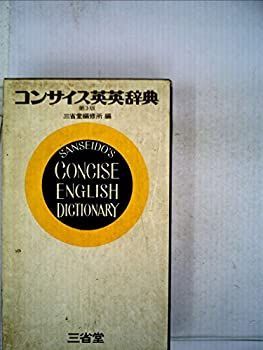 コンサイス英英辞典
第3版
三省堂編修所 編
SANSEIDO'S
CONCISE
ENGLISH
DICTIONARY
三省堂